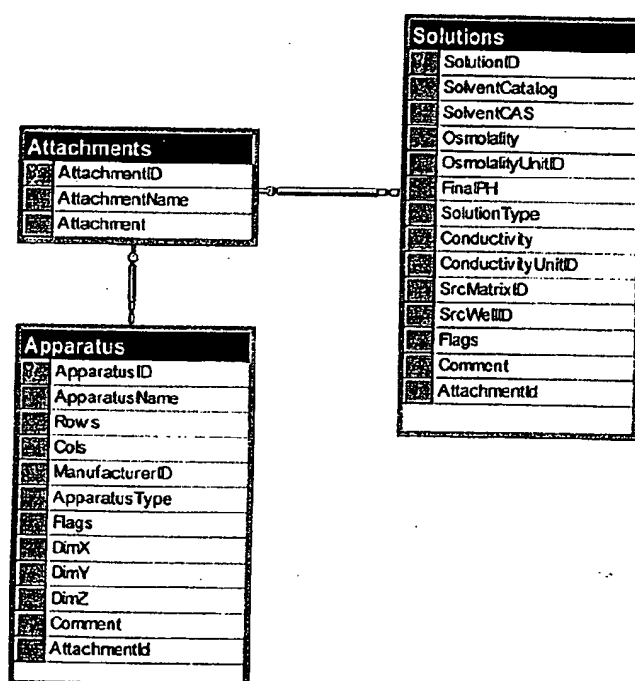 Solutions
SolutionID
SolventCatalog
SolventCAS
Osmolality
OsmolalityUnitID
FinalPH
SolutionType
Conductivity
ConductivityUnitID
SrcMatrixID
SrcWellID
Flags
Comment
AttachmentId
Attachments
AttachmentID
AttachmentName
Attachment
Apparatus
ApparatusID
ApparatusName
Rows
Cols
ManufacturerID
ApparatusType
Flags
DimX
DimY
DimZ
Comment
AttachmentId